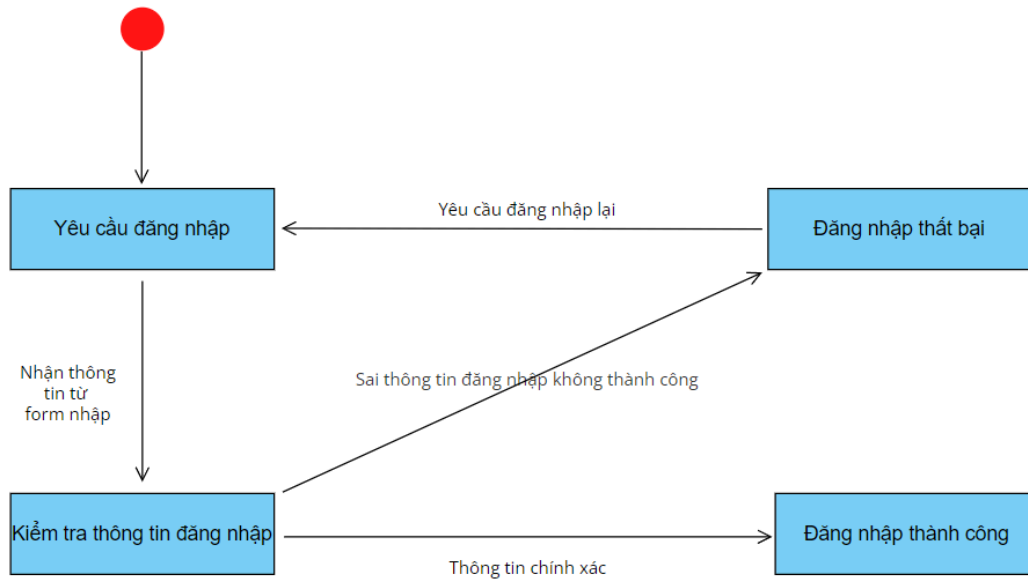 Yêu cầu đăng nhập lại
Yêu cầu đăng nhập
Đăng nhập thất bại
Nhận thông
tin từ
form nhập
Sai thông tin đăng nhập không thành công
Kiểm tra thông tin đăng nhập
Đăng nhập thành công
Thông tin chính xác